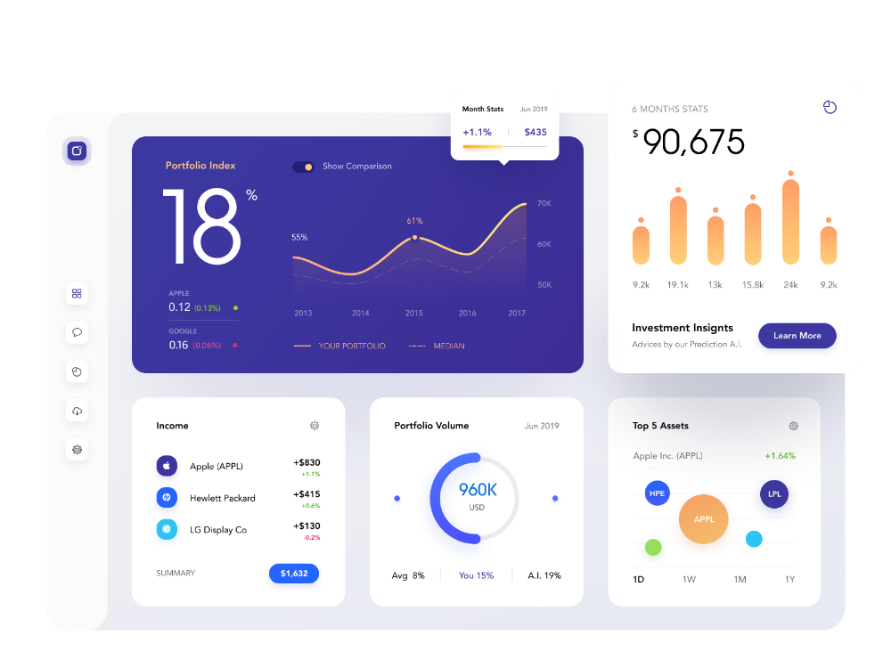 Month Stats Jun 2019
+1.1% $435
6 MONTHS STATS
$ 90,675
9.2k 19.1k 13k 15.8k 24k 9.2k
Investment Insignts
Advices by our Prediction A.I.
Learn More
Portfolio Index
Show Comparison
18 %
APPLE
0.12 (0.13%)
GOOGLE
0.16 (0.06%)
55%
61%
70K
60K
50K
2013 2014 2015 2016 2017
YOUR PORTFOLIO MEDIAN
Income
Apple (APPL) +$830
+1.1%
Hewlett Packard +$415
+0.6%
LG Display Co +$130
-0.2%
SUMMARY $1,632
Portfolio Volume Jun 2019
960K
USD
Avg 8% You 15% A.I. 19%
Top 5 Assets
Apple Inc. (APPL) +1.64%
HPE
LPL
APPL
1D 1W 1M 1Y